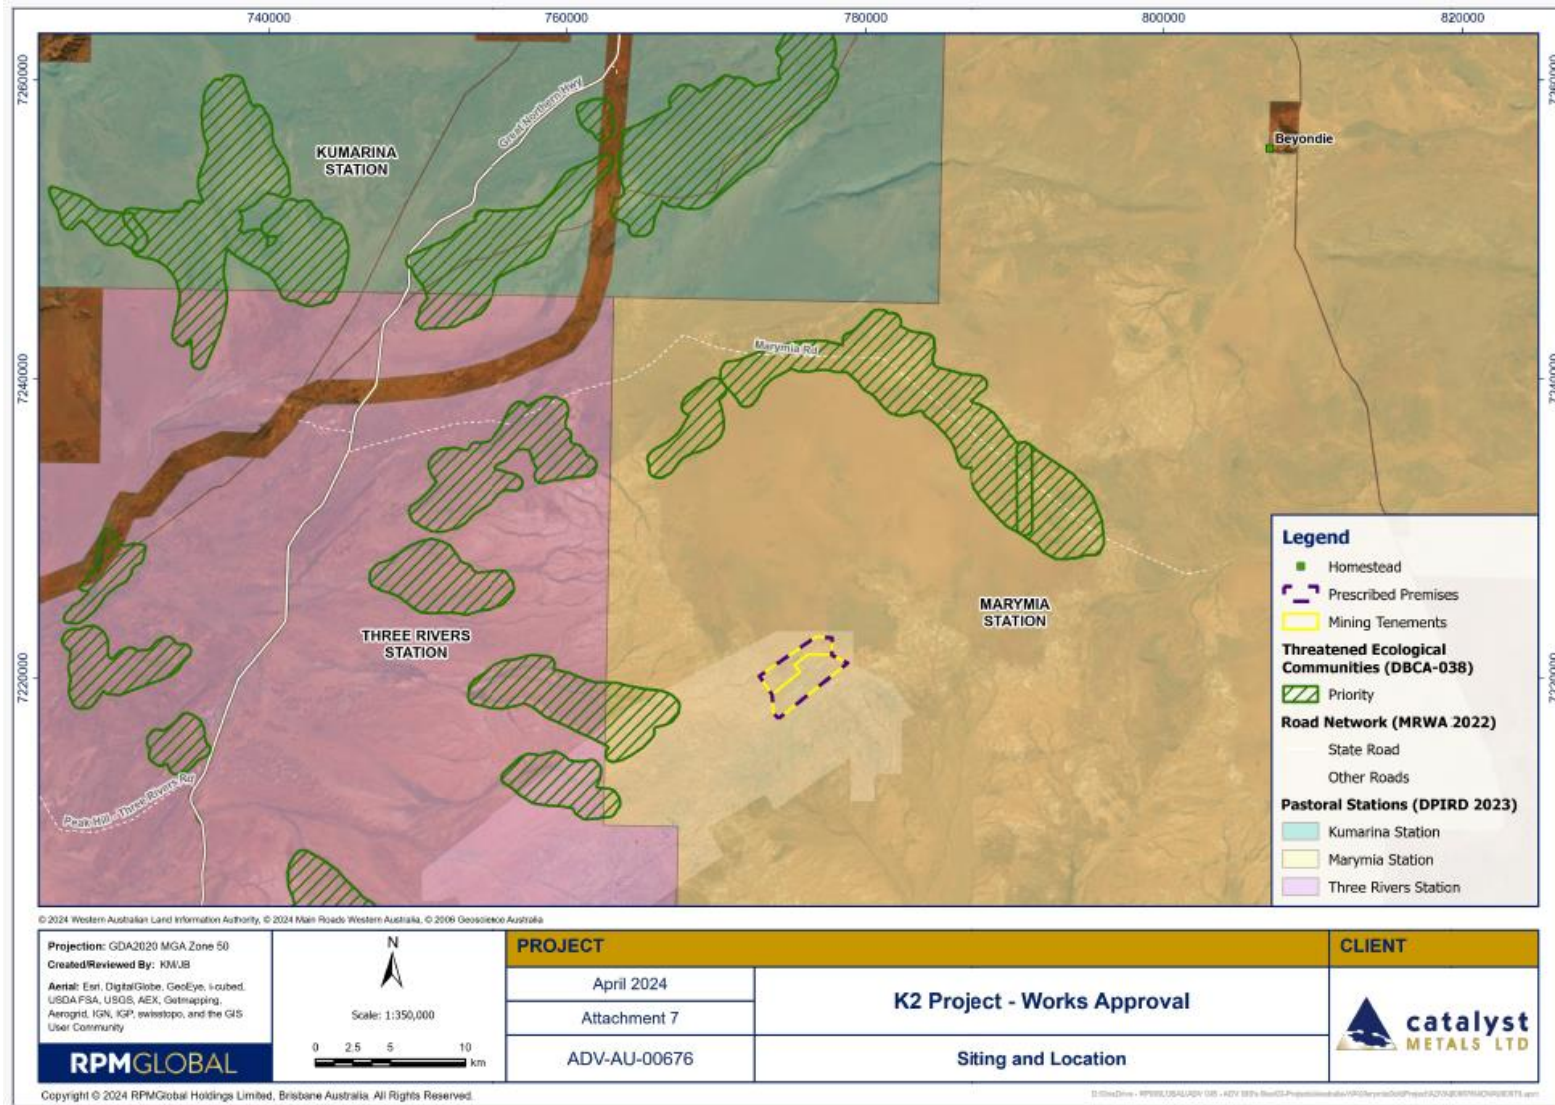 740000
760000
780000
800000
820000
7260000
7260000
KUMARINA
STATION
Great Northern Hwy
Beyondie
7240000
7240000
Marymia Rd
MARYMIA
STATION
THREE RIVERS
STATION
7220000
7220000
Peak Hill - Three Rivers Rd
Legend
Homestead
Prescribed Premises
Mining Tenements
Threatened Ecological
Communities (DBCA-038)
Priority
Road Network (MRWA 2022)
State Road
Other Roads
Pastoral Stations (DPIRD 2023)
Kumarina Station
Marymia Station
Three Rivers Station
© 2024 Western Australian Land Information Authority, © 2024 Main Roads Western Australia, © 2006 Geoscience Australia
Projection: GDA2020 MGA Zone 50
Created/Reviewed By: KM/JB
Aerial: Esri, DigitalGlobe, GeoEye, i-cubed,
USDA FSA, USGS, AEX, Getmapping,
Aerogrid, IGN, IGP, swisstopo, and the GIS
User Community
RPMGLOBAL
N
Scale: 1:350,000
0 2.5 5 10
km
PROJECT
April 2024
Attachment 7
ADV-AU-00676
K2 Project - Works Approval
Siting and Location
CLIENT
catalyst
METALS LTD
Copyright © 2024 RPMGlobal Holdings Limited, Brisbane Australia. All Rights Reserved.